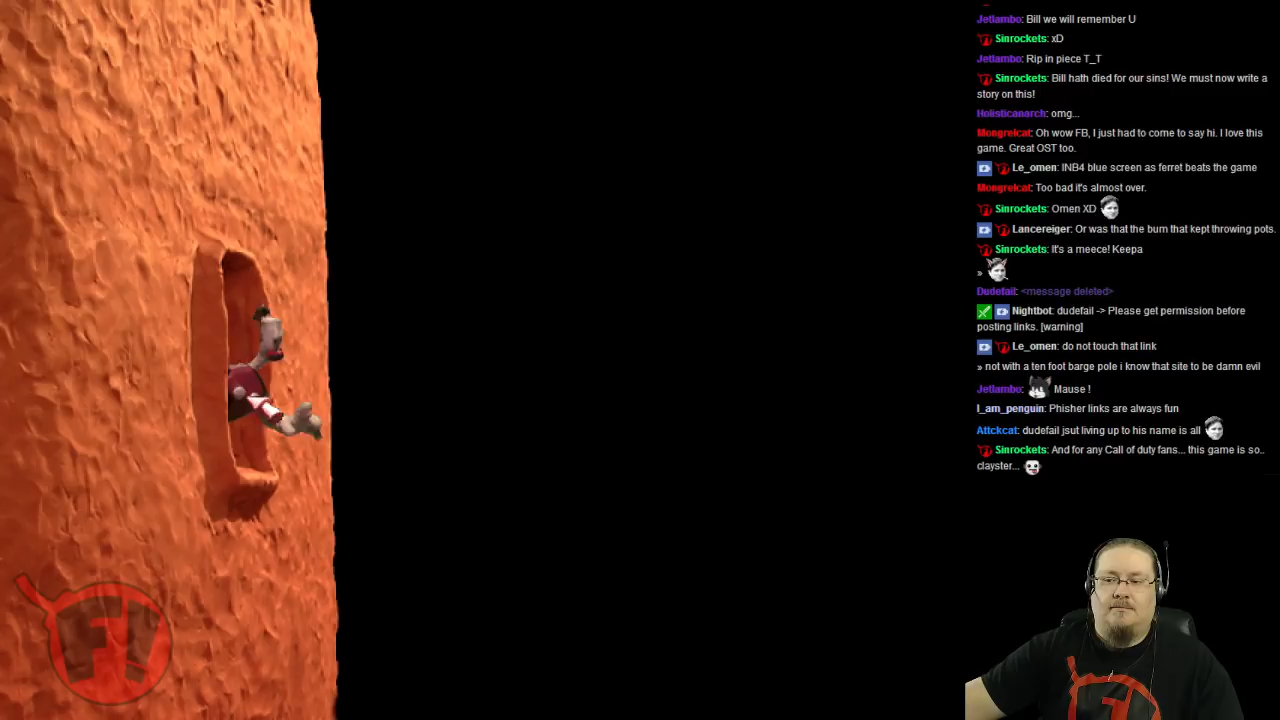 Jetlambo: Bill we will remember U
Sinrockets: xD
Jetlambo: Rip in piece T_T
Sinrockets: Bill hath died for our sins! We must now write a
story on this!
Holisticanarch: omg...
Mongrelcat: Oh wow FB, I just had to come to say hi. I love this
game. Great OST too.
Le_omen: INB4 blue screen as ferret beats the game
Mongrelcat: Too bad it's almost over.
Sinrockets: Omen XD
Lancereiger: Or was that the bum that kept throwing pots.
Sinrockets: It's a meece! Keepa
»
Dudefail: <message deleted>
Nightbot: dudefail -> Please get permission before
posting links. [warning]
Le_omen: do not touch that link
» not with a ten foot barge pole i know that site to be damn evil
Jetlambo: Mause !
I_am_penguin: Phisher links are always fun
Attckcat: dudefail jsut living up to his name is all
Sinrockets: And for any Call of duty fans... this game is so..
clayster...